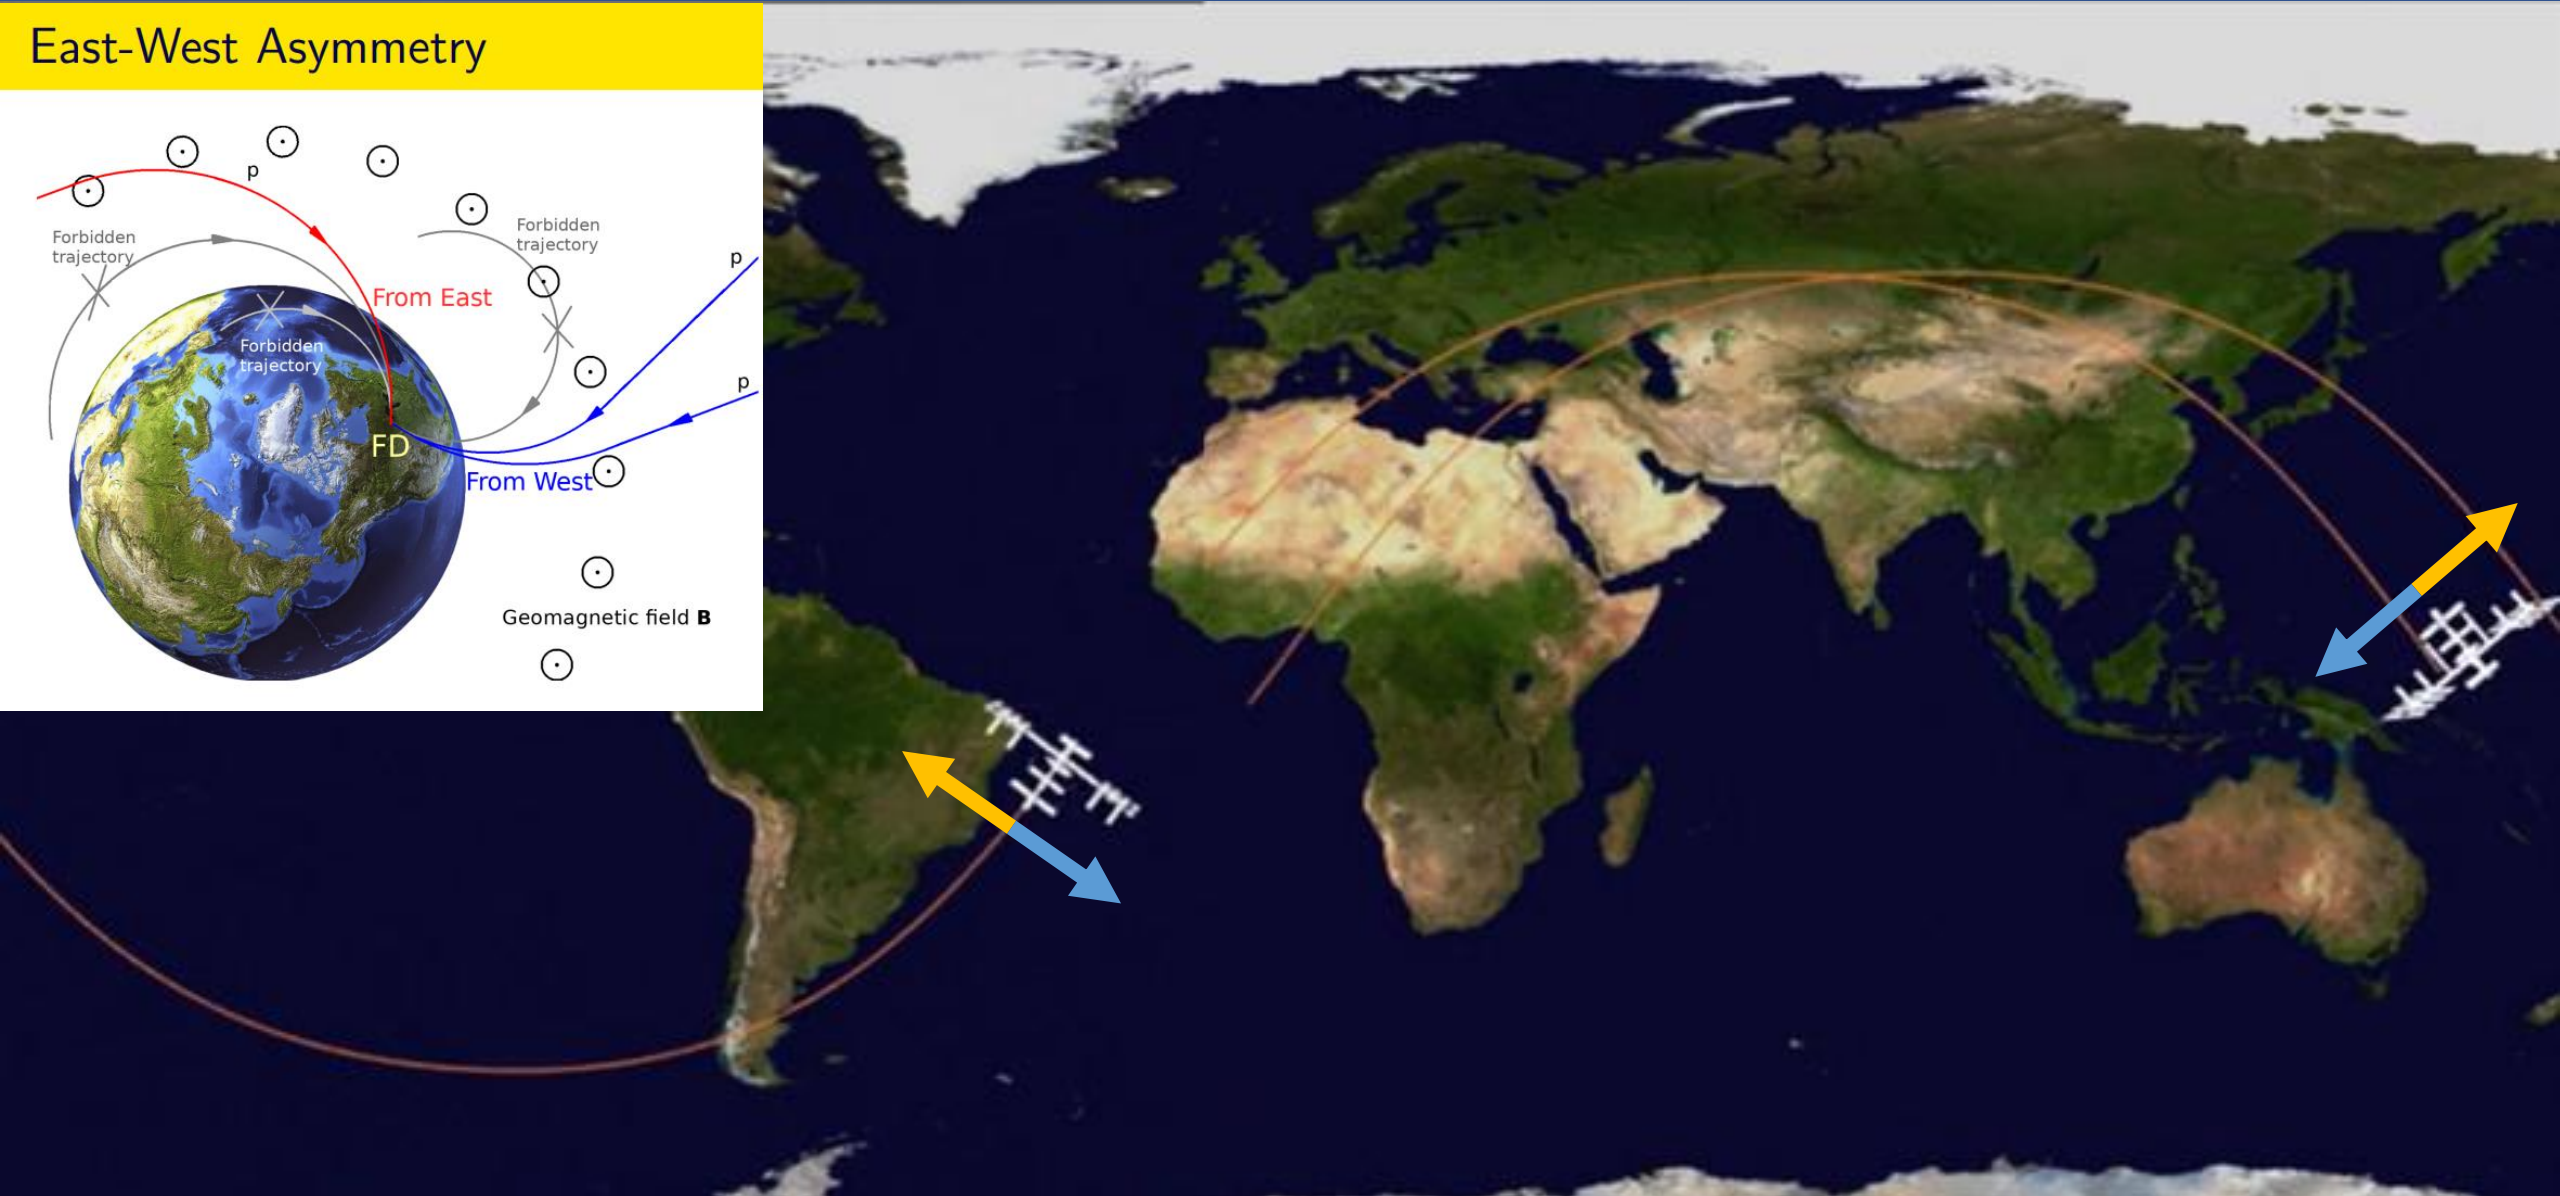 East-West Asymmetry
p
Forbidden
trajectory
Forbidden
trajectory
p
From East
Forbidden
trajectory
p
FD
From West
Geomagnetic field B